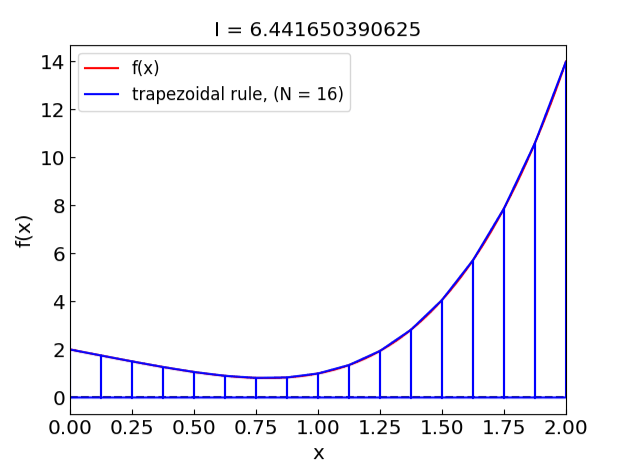 I = 6.441650390625
f(x)
trapezoidal rule, (N = 16)
14
12
10
8
6
4
2
0
f(x)
0.00 0.25 0.50 0.75 1.00 1.25 1.50 1.75 2.00
x